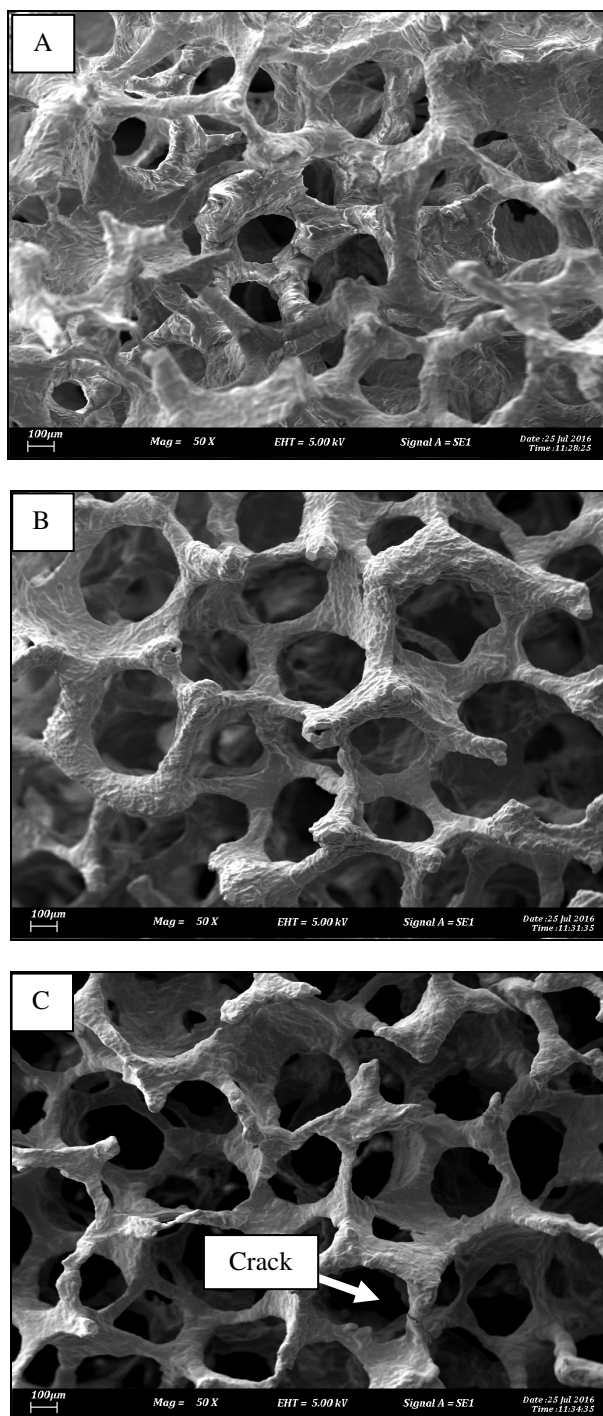 A
100µm
Mag = 50 X EHT = 5.00 kV Signal A = SE1 Date :25 Jul 2016
Time :11:28:25
B
100µm
Mag = 50 X EHT = 5.00 kV Signal A = SE1 Date :25 Jul 2016
Time :11:31:35
C
Crack
100µm
Mag = 50 X EHT = 5.00 kV Signal A = SE1 Date :25 Jul 2016
Time :11:34:35